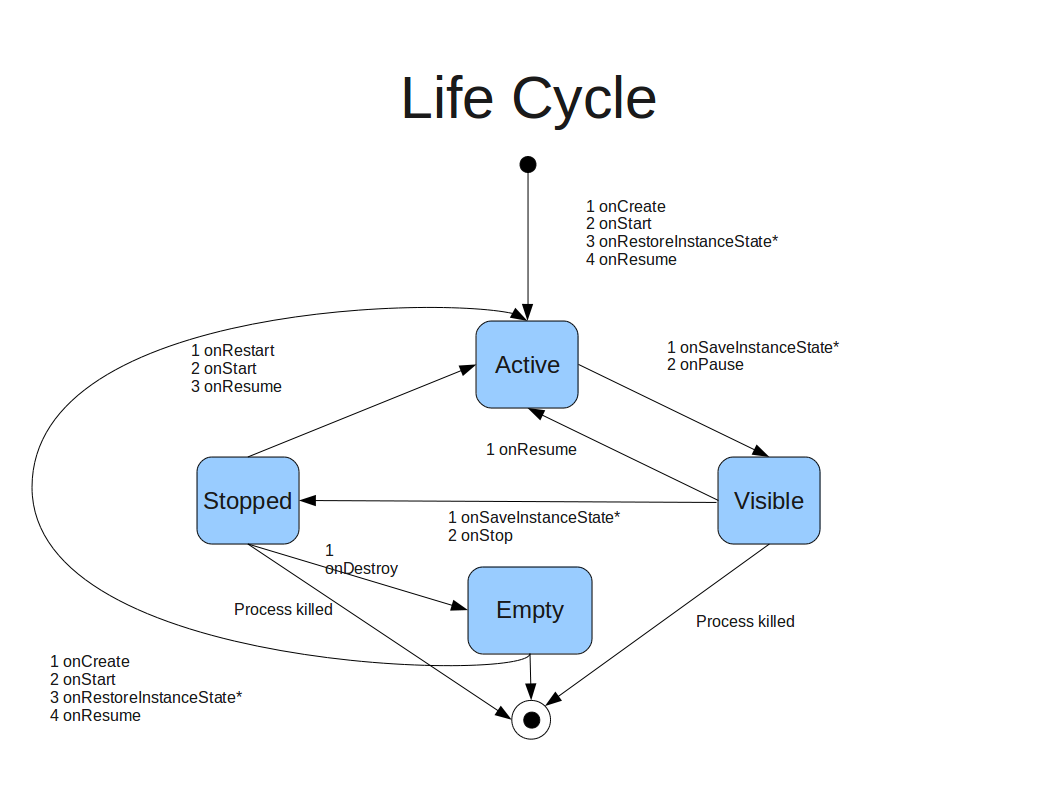 Life Cycle
1 onCreate
2 onStart
3 onRestoreInstanceState*
4 onResume
1 onRestart
2 onStart
3 onResume
Active
1 onSaveInstanceState*
2 onPause
1 onResume
Stopped
Visible
1 onSaveInstanceState*
2 onStop
1
onDestroy
Empty
Process killed
Process killed
1 onCreate
2 onStart
3 onRestoreInstanceState*
4 onResume